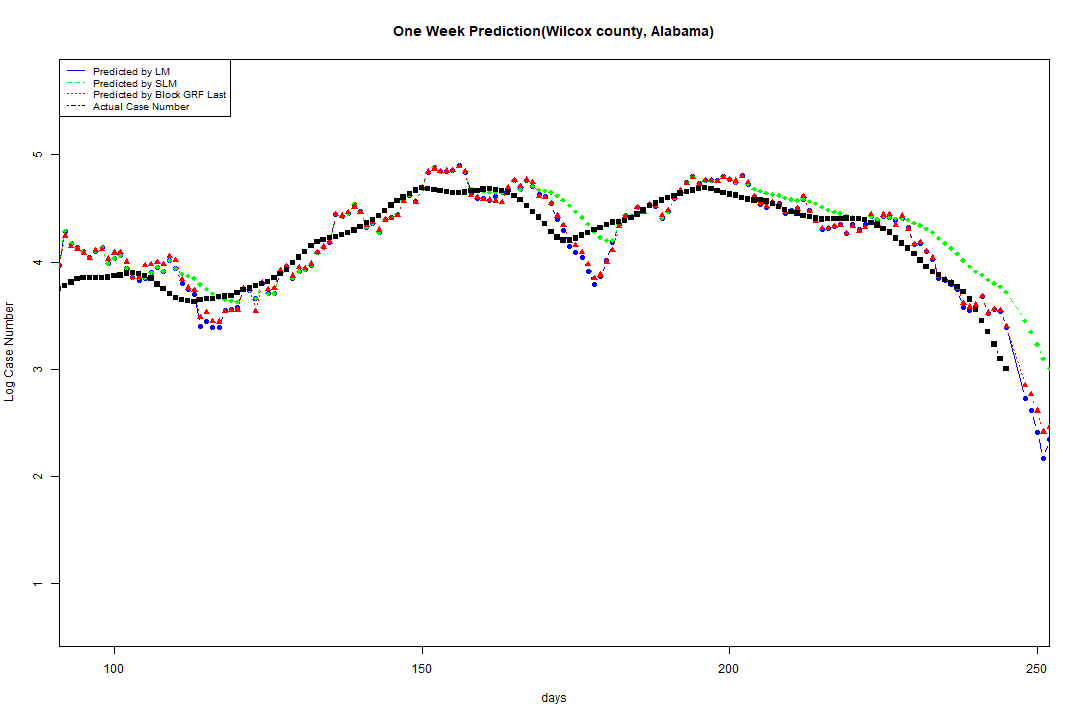 One Week Prediction(Wilcox county, Alabama)
Predicted by LM
Predicted by SLM
Predicted by Block GRF Last
Actual Case Number
5
4
3
2
1
Log Case Number
100 150 200 250
days